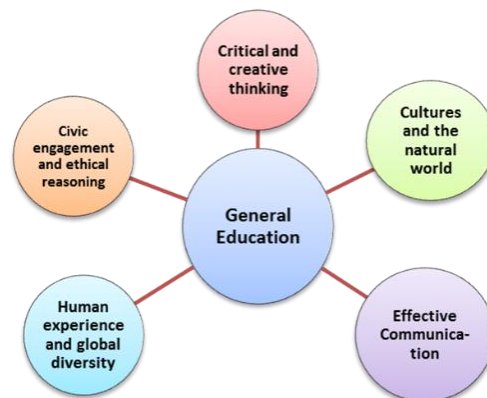 Critical and
creative
thinking
Cultures
and the
natural
world
Effective
Communica-
tion
Human
experience
and global
diversity
Civic
engagement
and ethical
reasoning
General
Education